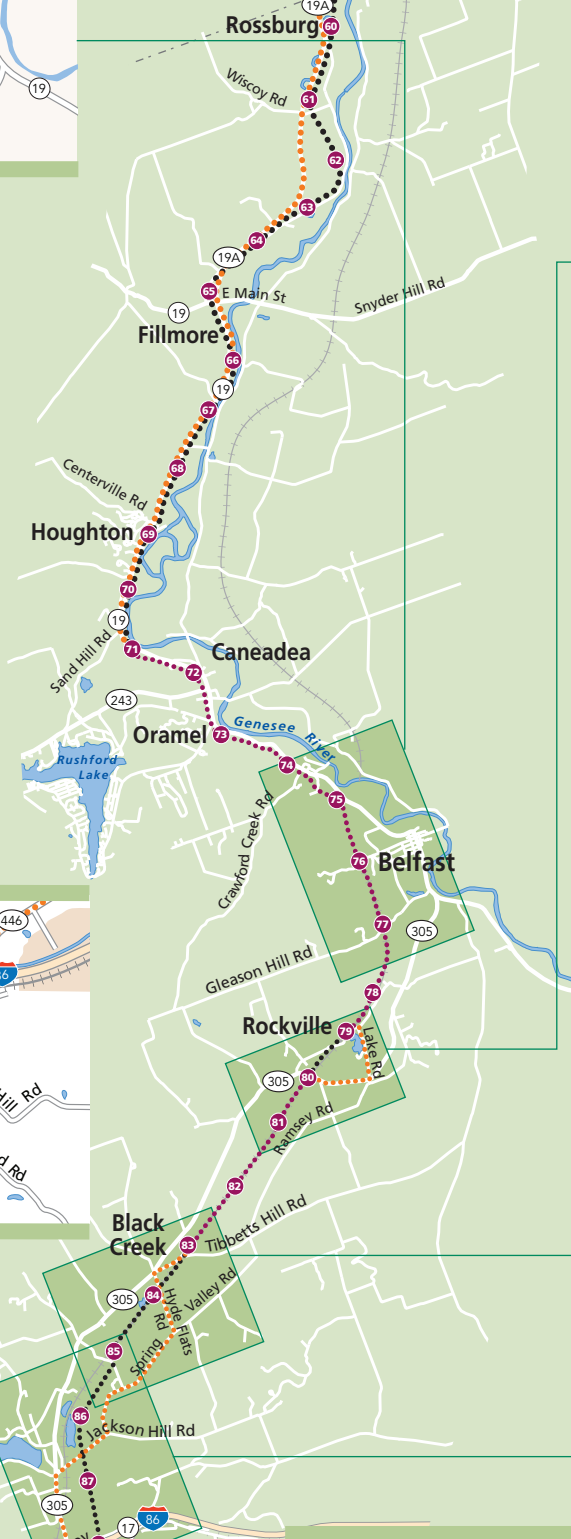 19A
Rossburg
60
19
Wiscoy Rd
61
62
63
64
19A
65
E Main St
Snyder Hill Rd
19
Fillmore
66
19
67
68
Centerville Rd
Houghton
69
70
19
71
Sand Hill Rd
Caneadea
72
243
Oramel
73
Genesee River
Rushford
Lake
74
75
Crawford Creek Rd
76
Belfast
446
77
305
86
Gleason Hill Rd
78
Rockville
79
Lake Rd
305
80
Hill Rd
81
Ramsey Rd
d Rd
82
Black
Creek
83
Tibbetts Hill Rd
305
84
Hyde Flats
Rd
Spring Valley Rd
85
86
Jackson Hill Rd
87
305
17
86